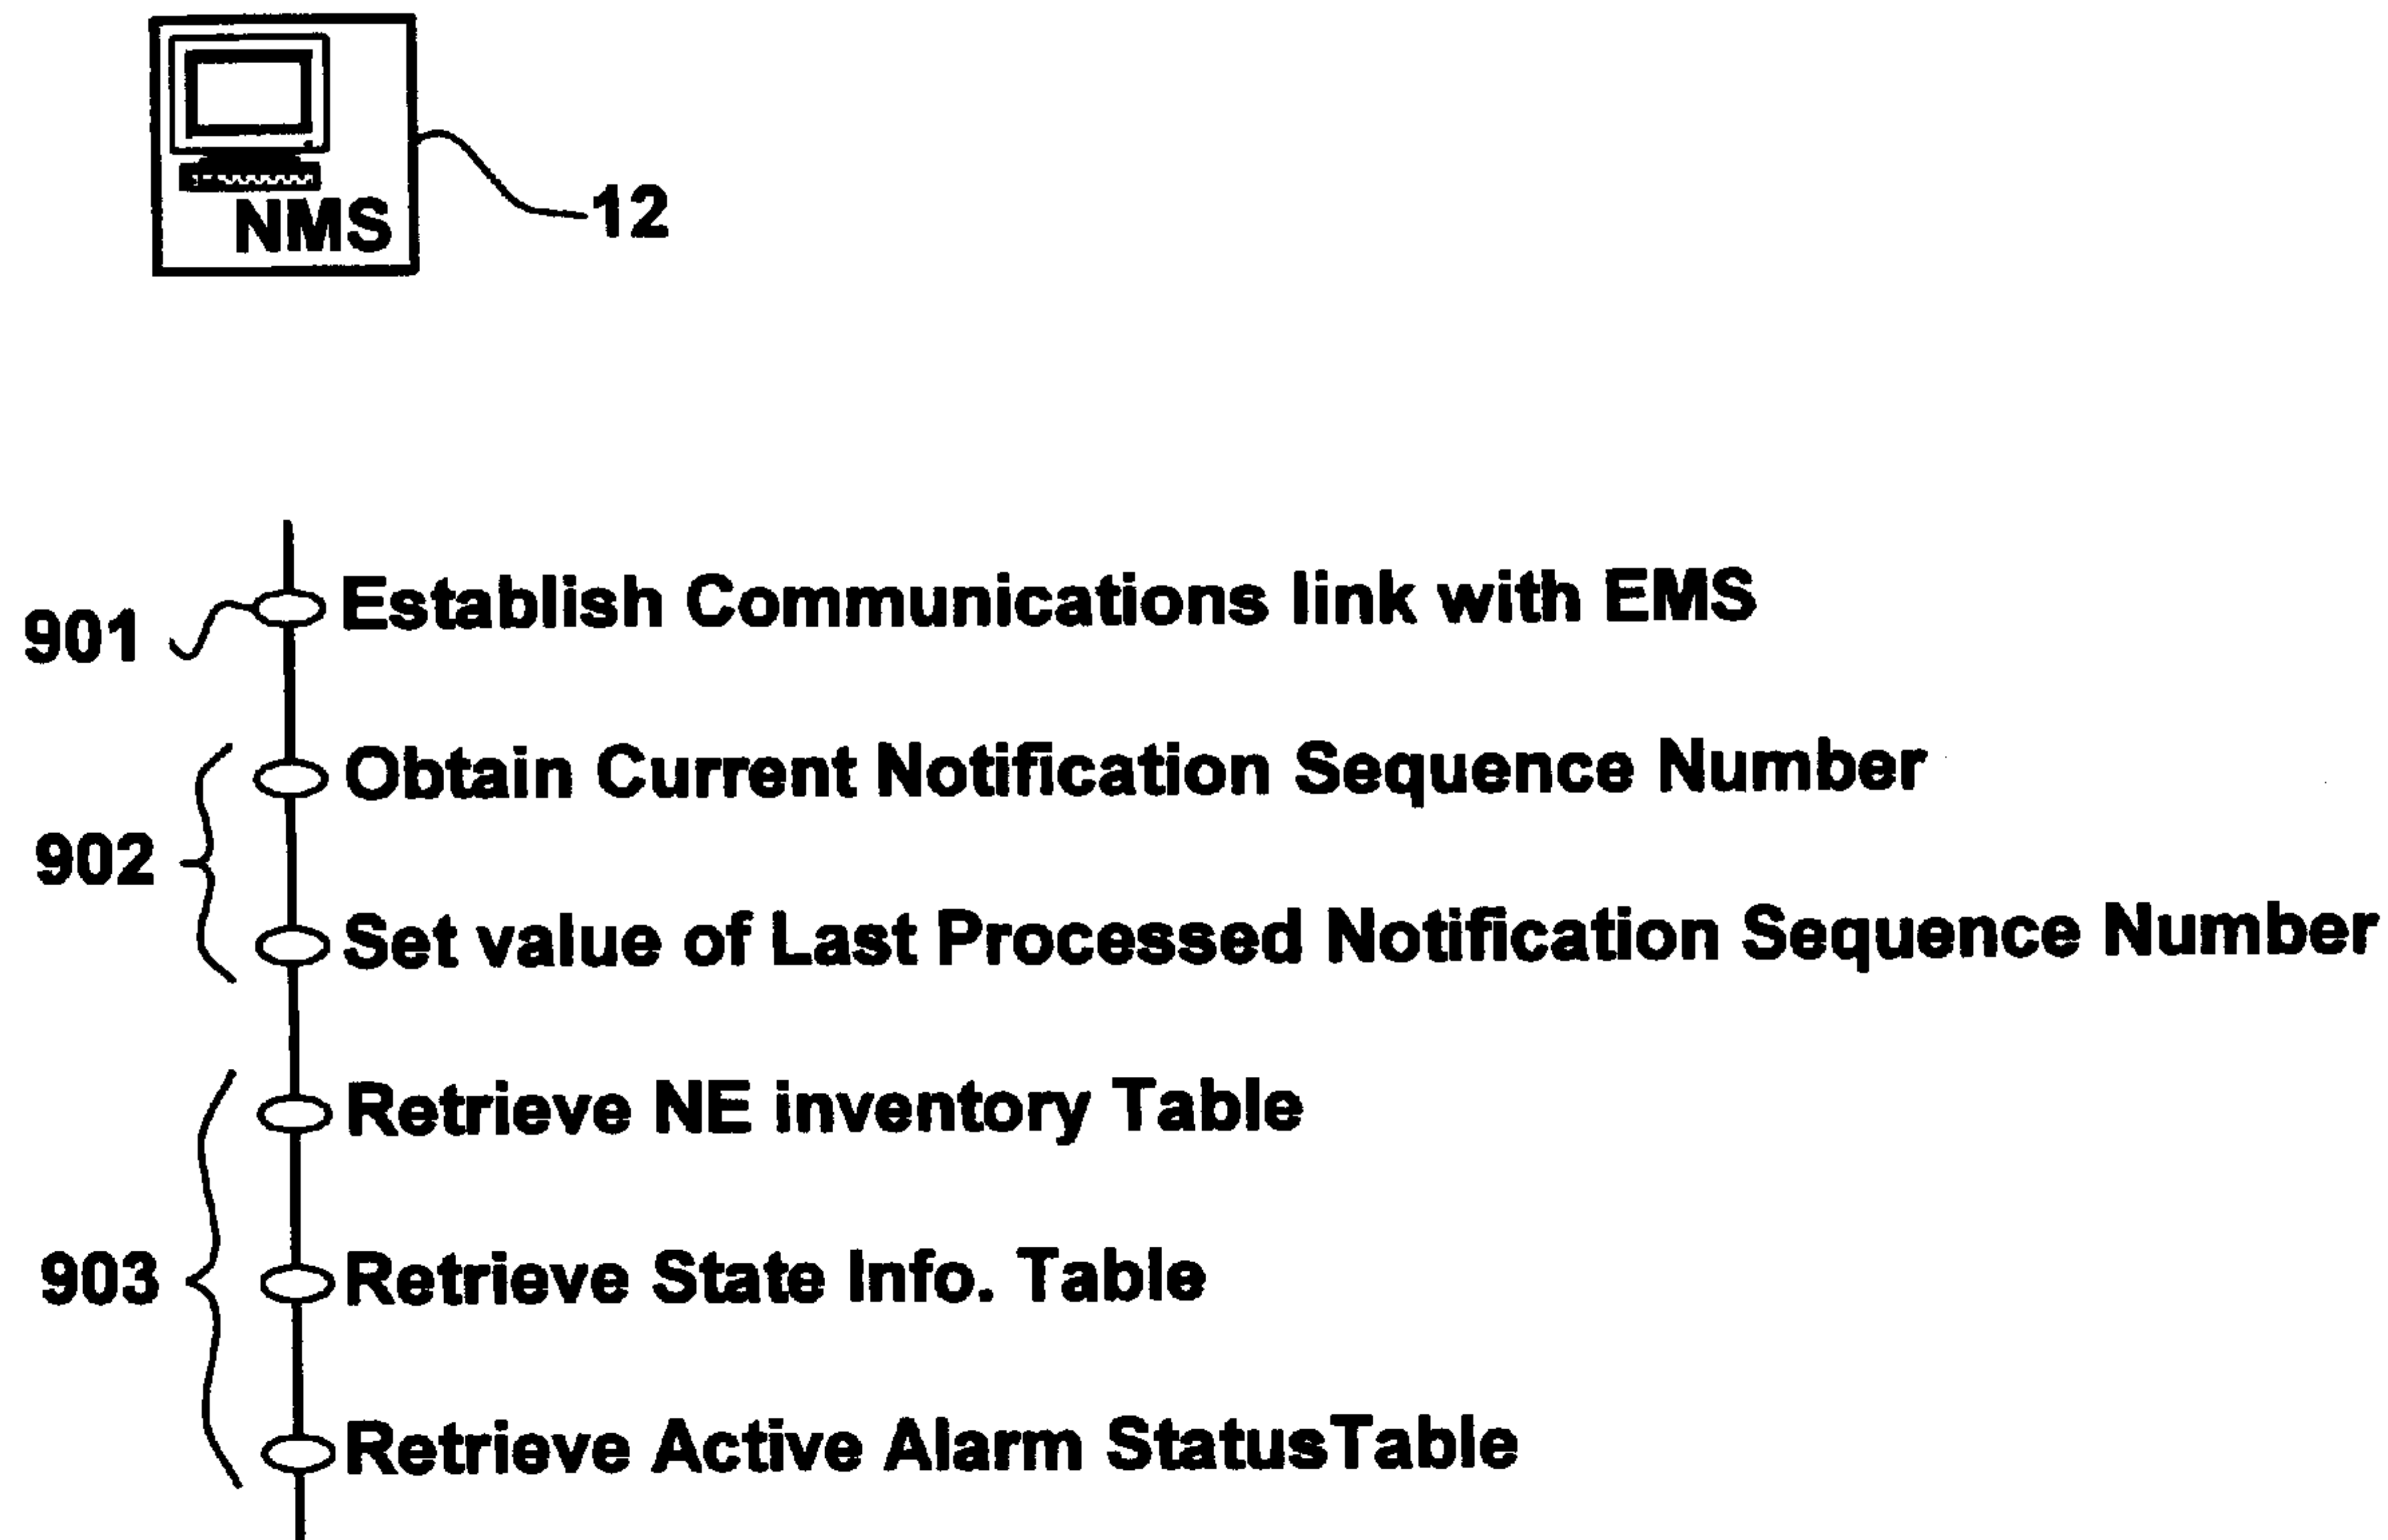 NMS
12
901
Establish Communications link with EMS
Obtain Current Notification Sequence Number
902
Set value of Last Processed Notification Sequence Number
Retrieve NE inventory Table
903
Retrieve State Info. Table
Retrieve Active Alarm StatusTable